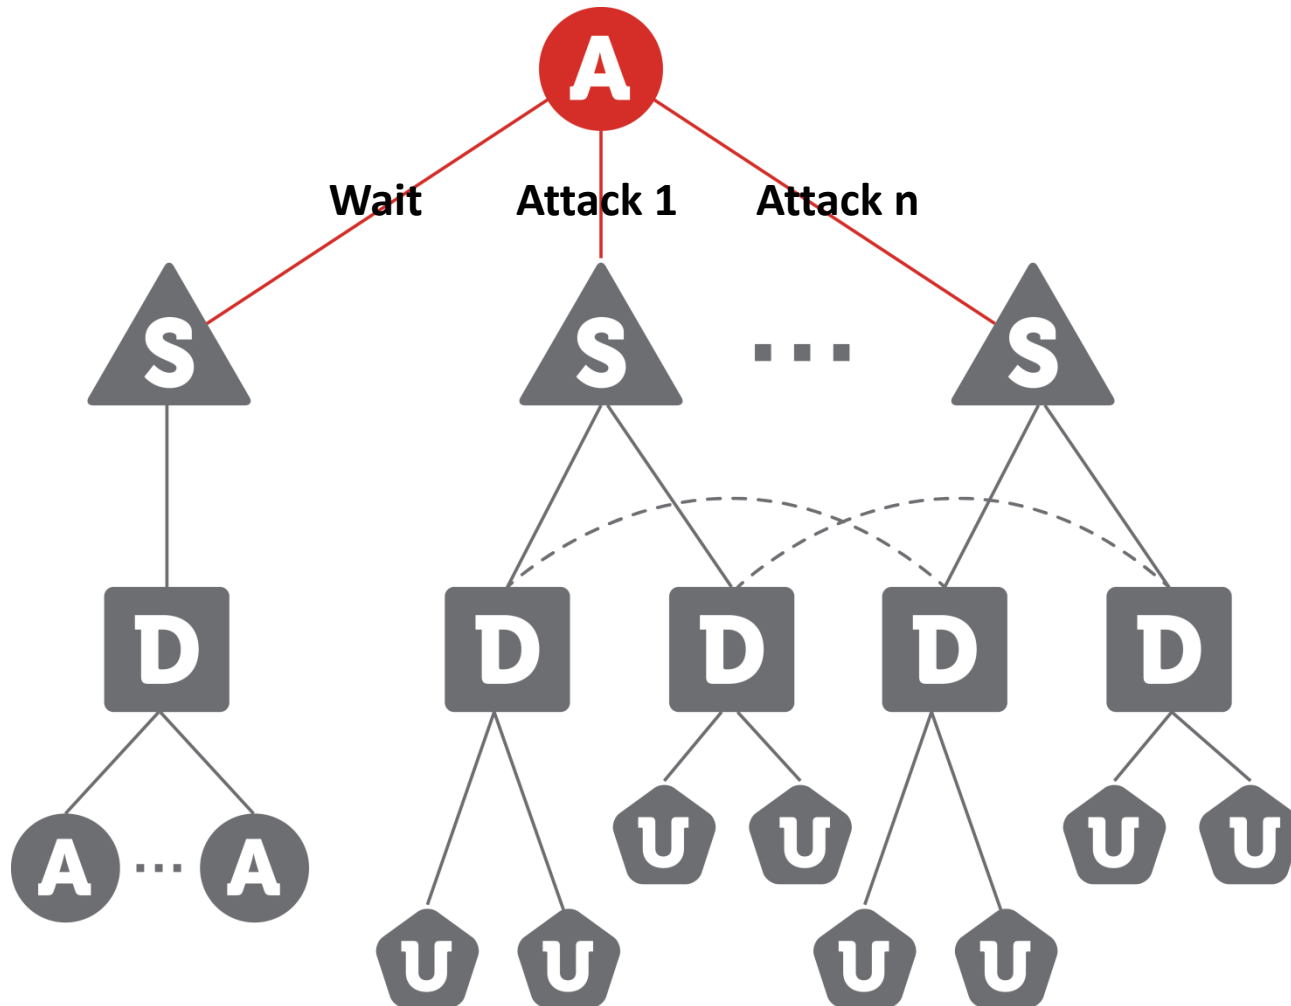 A
Wait Attack 1 Attack n
S S ... S
D D D D D
U U U U
A ... A
U U U U